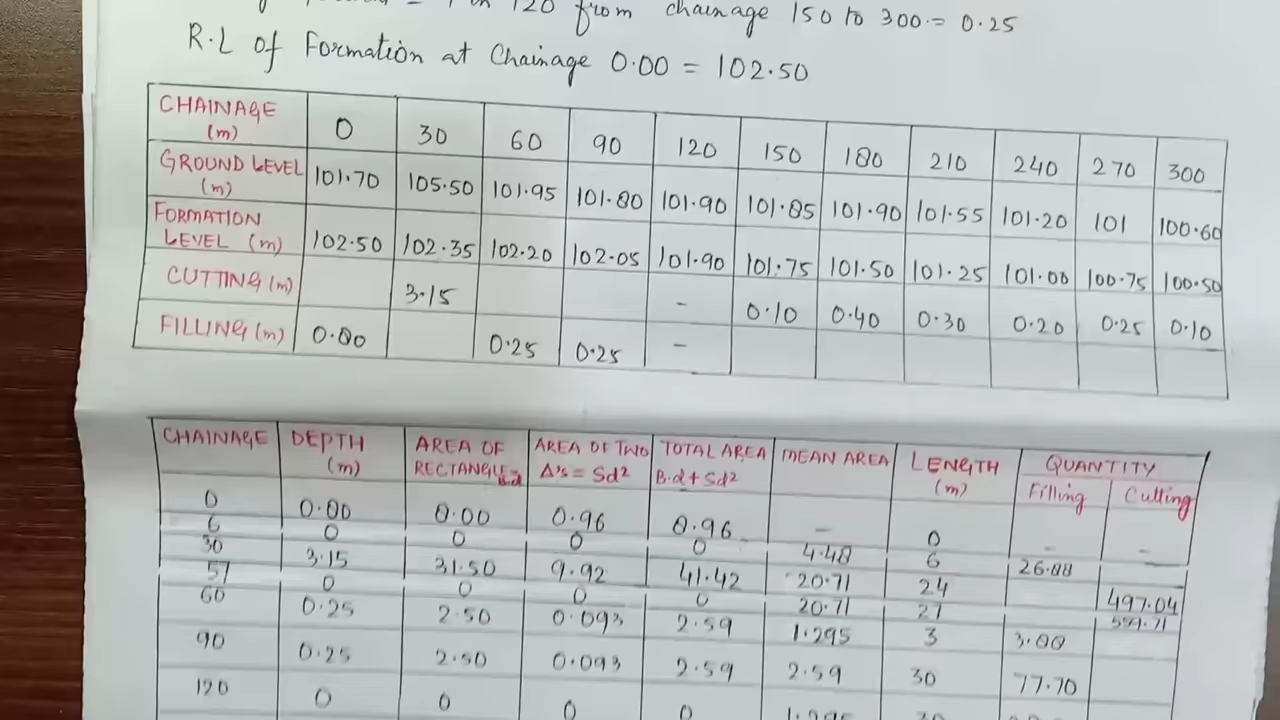 = 1 in 120 from chainage 150 to 300 = 0.25
R.L of Formation at Chainage 0.00 = 102.50
CHAINAGE (m) 0 30 60 90 120 150 180 210 240 270 300
GROUND LEVEL (m) 101.70 105.50 101.95 101.80 101.90 101.85 101.90 101.55 101.20 101 100.60
FORMATION LEVEL (m) 102.50 102.35 102.20 102.05 101.90 101.75 101.50 101.25 101.00 100.75 100.50
CUTTING (m) 3.15 - 0.10 0.40 0.30 0.20 0.25 0.10
FILLING (m) 0.80 0.25 0.25 -
CHAINAGE DEPTH (m) AREA OF RECTANGLE AREA OF TWO Δ's = Sd² TOTAL AREA B.d + Sd² MEAN AREA LENGTH (m) QUANTITY Filling Cutting
0 0.80 8.00 0.96 8.96 - 0 - -
6 0 0 0 0 4.48 6 26.88
30 3.15 31.50 9.92 41.42 20.71 24 497.04
57 0 0 0 0 20.71 27 559.71
60 0.25 2.50 0.093 2.59 1.295 3 3.88
90 0.25 2.50 0.093 2.59 2.59 30 77.70
120 0 0 0 0 1.295 30